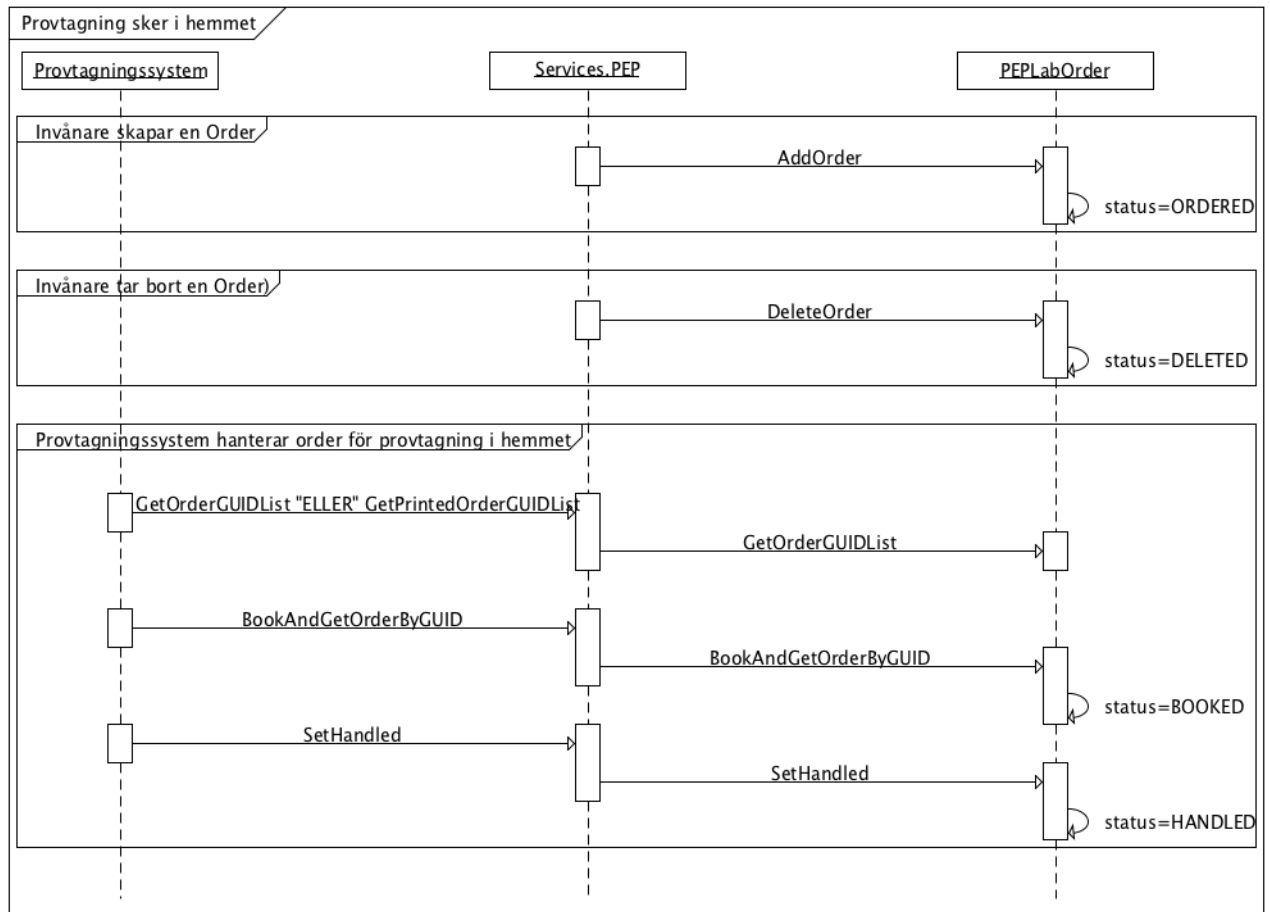 Provtagning sker i hemmet
Provtagningssystem
Services.PEP
PEPLabOrder
Invånare skapar en Order
AddOrder
status=ORDERED
Invånare tar bort en Order)
DeleteOrder
status=DELETED
Provtagningssystem hanterar order för provtagning i hemmet
GetOrderGUIDList "ELLER" GetPrintedOrderGUIDList
GetOrderGUIDList
BookAndGetOrderByGUID
BookAndGetOrderByGUID
status=BOOKED
SetHandled
SetHandled
status=HANDLED